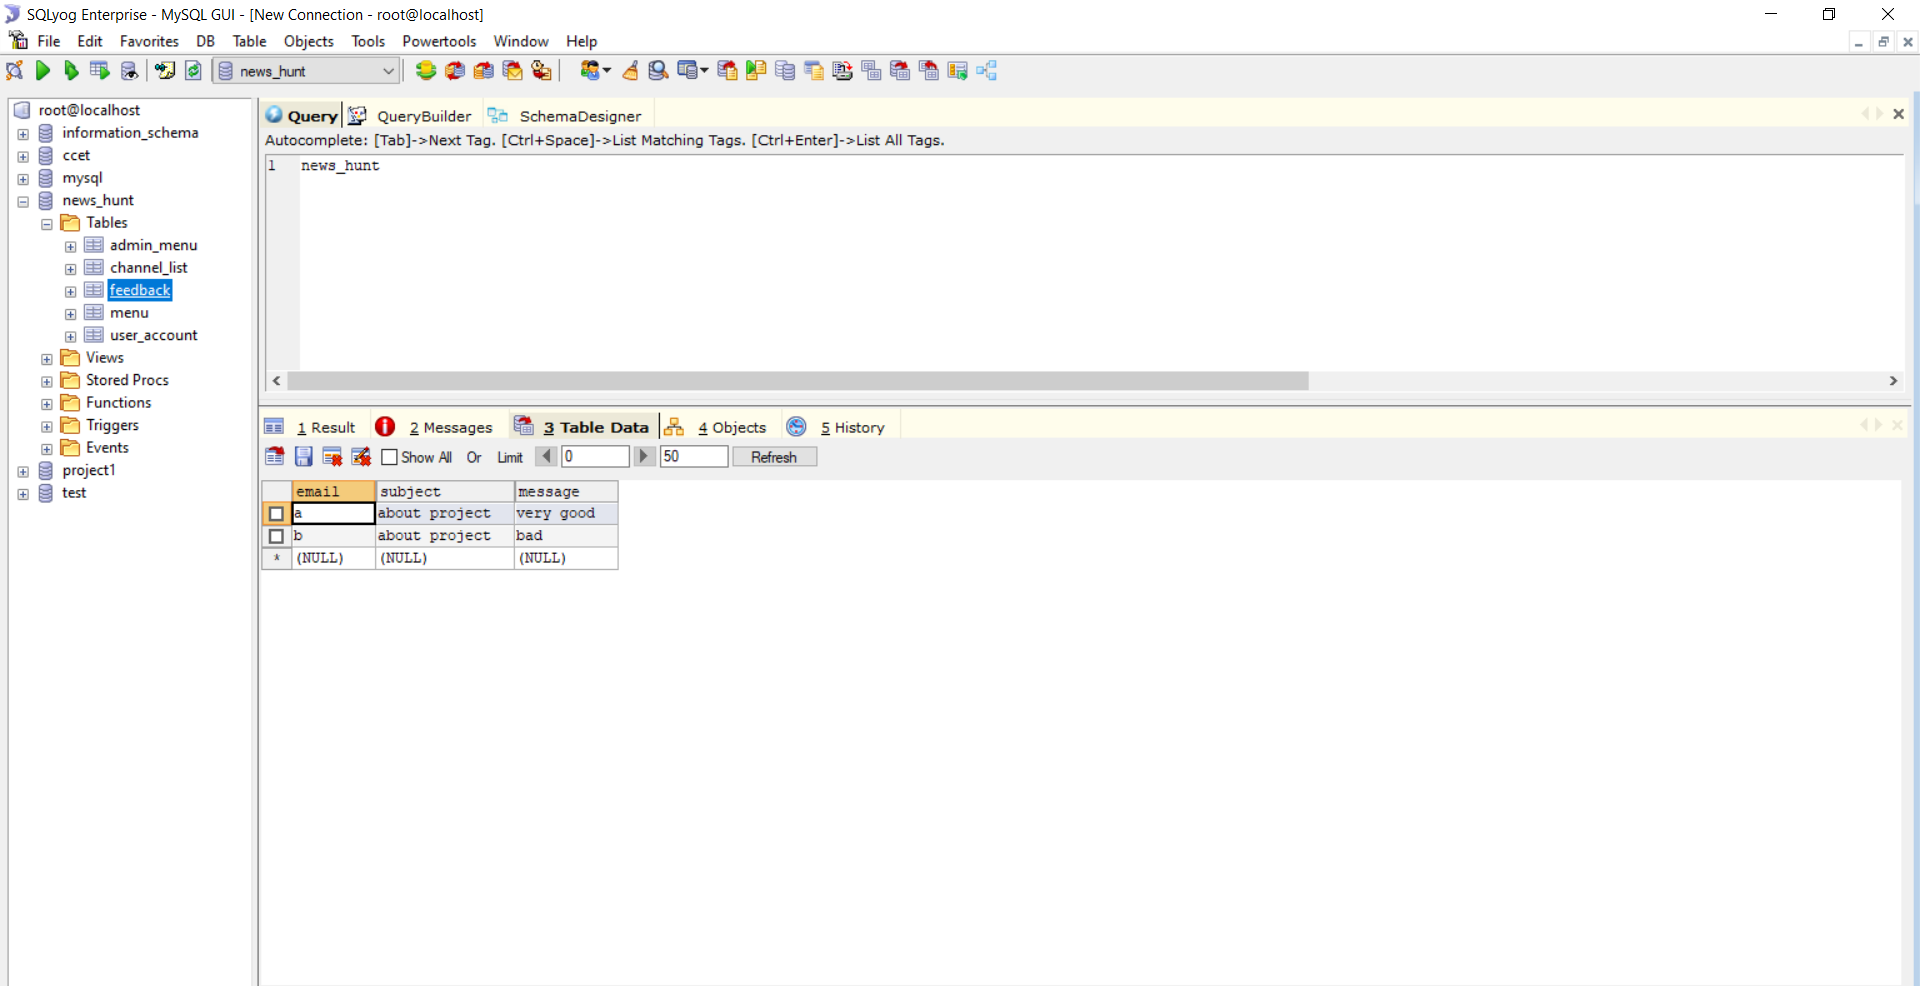 SQLyog Enterprise - MySQL GUI - [New Connection - root@localhost]
File Edit Favorites DB Table Objects Tools Powertools Window Help
news_hunt
root@localhost
information_schema
ccet
mysql
news_hunt
Tables
admin_menu
channel_list
feedback
menu
user_account
Views
Stored Procs
Functions
Triggers
Events
project1
test
Query QueryBuilder SchemaDesigner
Autocomplete: [Tab]->Next Tag. [Ctrl+Space]->List Matching Tags. [Ctrl+Enter]->List All Tags.
1 news_hunt
1 Result 2 Messages 3 Table Data 4 Objects 5 History
Show All Or Limit 0 50 Refresh
email subject message
a about project very good
b about project bad
* (NULL) (NULL) (NULL)